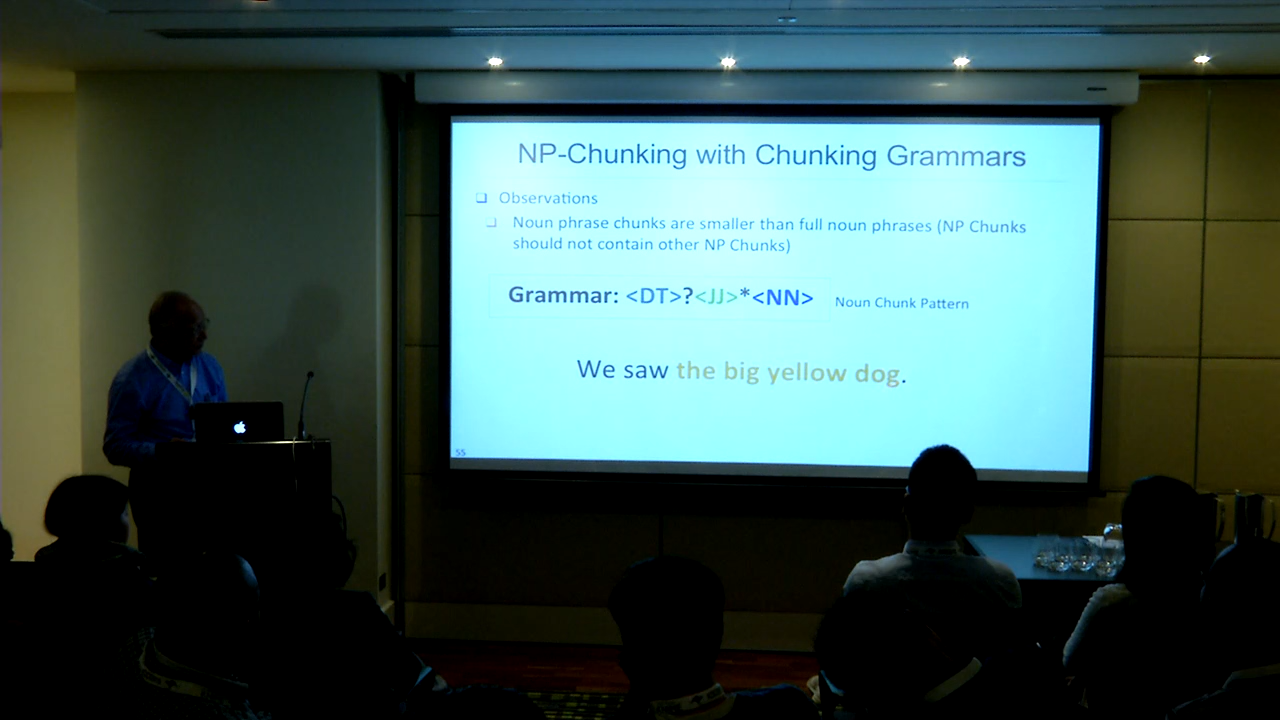 NP-Chunking with Chunking Grammars
Observations
Noun phrase chunks are smaller than full noun phrases (NP Chunks
should not contain other NP Chunks)
Grammar: <DT>?<JJ>*<NN> Noun Chunk Pattern
We saw the big yellow dog.
55